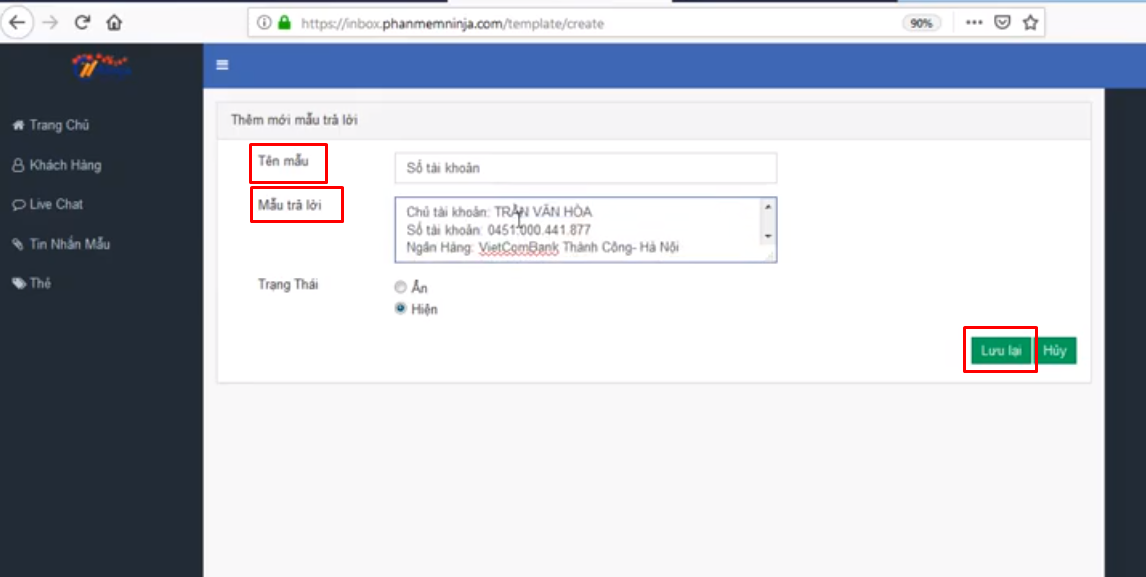 https://inbox.phanmemninja.com/template/create
90%
Trang Chủ
Khách Hàng
Live Chat
Tin Nhắn Mẫu
Thẻ
Thêm mới mẫu trả lời
Tên mẫu
Số tài khoản
Mẫu trả lời
Chủ tài khoản: TRẦN VĂN HÒA
Số tài khoản: 0451.000.441.877
Ngân Hàng: VietComBank Thành Công- Hà Nội
Trạng Thái
Ẩn
Hiện
Lưu lại
Hủy